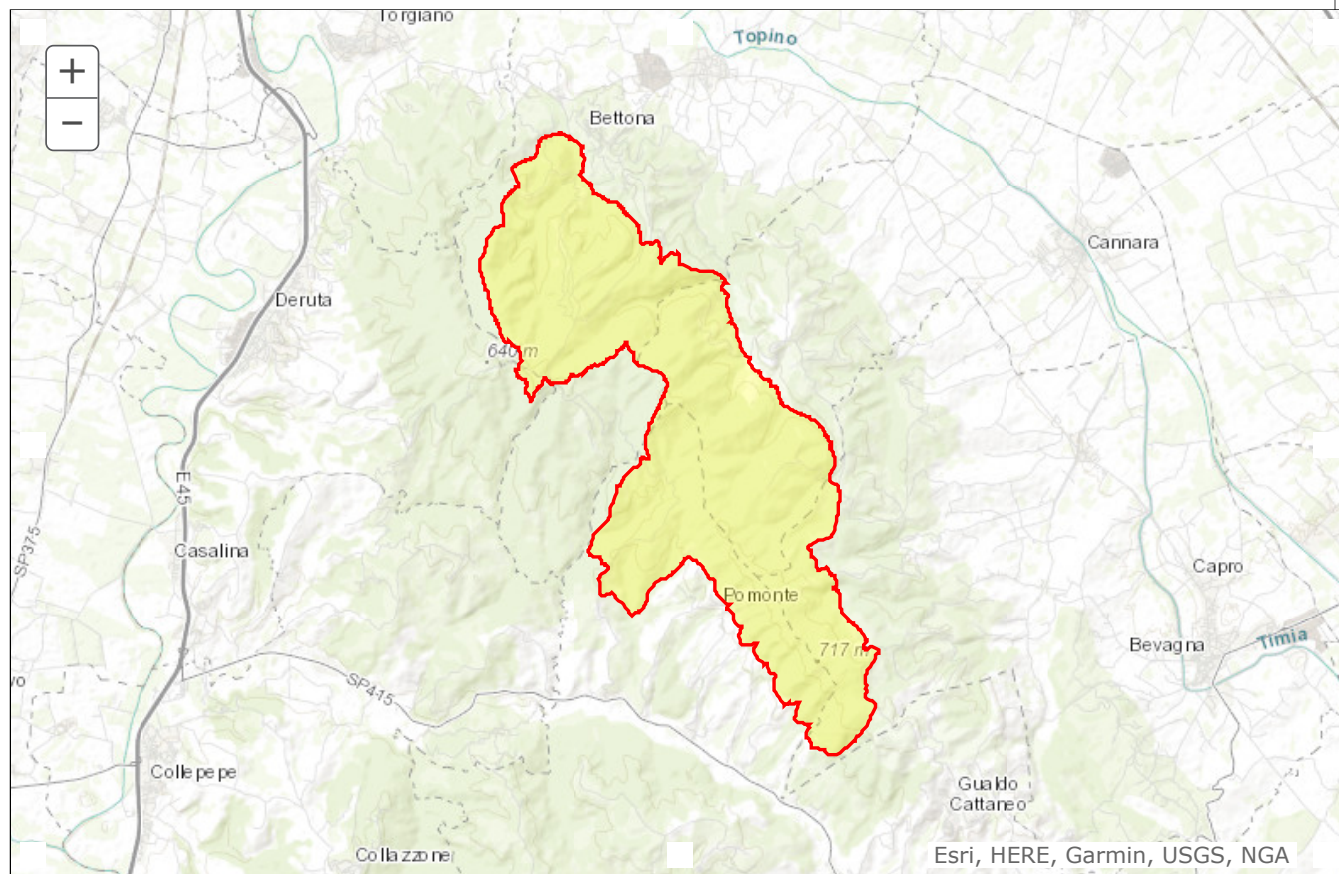 Torgiano
Topino
+
Bettona
−
Cannara
Deruta
640 m
E45
SP375
Casalina
Capro
Pomonte
Bevagna
Timia
717 m
vo
SP415
Collepepe
Gualdo
Cattaneo
Collazzone
Esri, HERE, Garmin, USGS, NGA